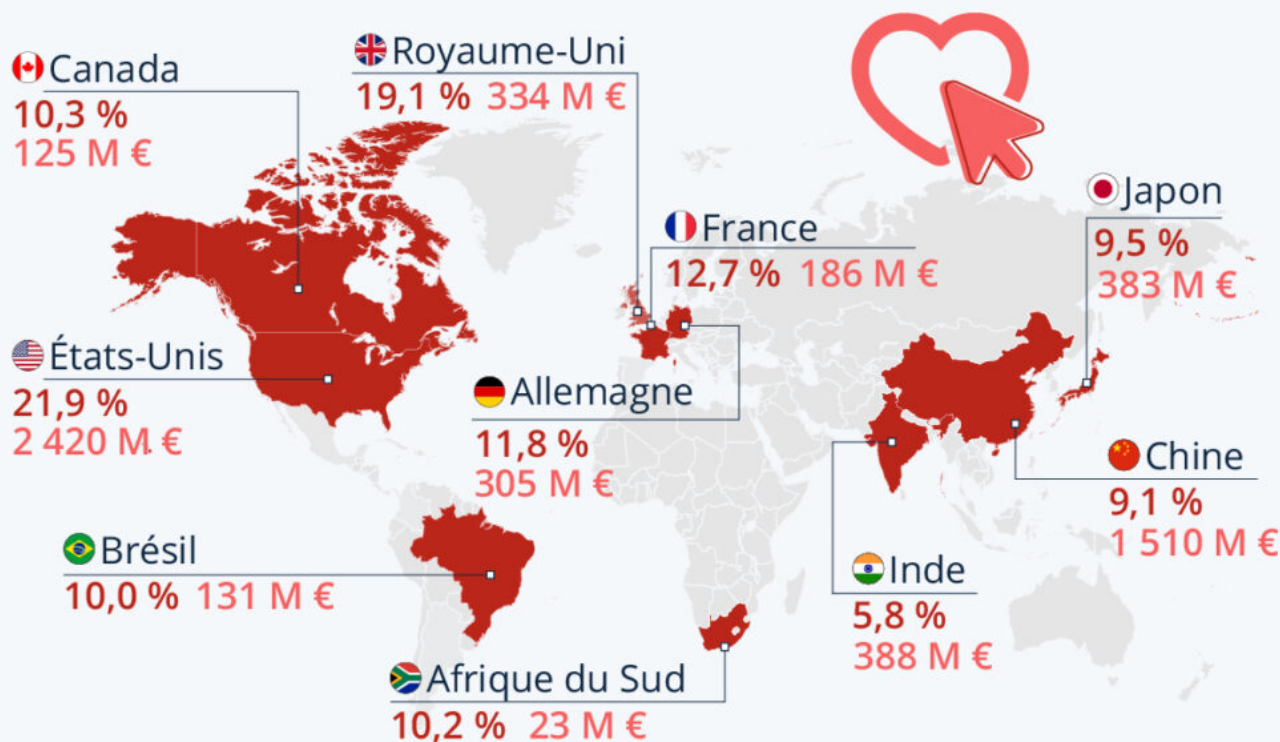 Canada
10,3 %
125 M €
Royaume-Uni
19,1 % 334 M €
Japon
9,5 %
383 M €
France
12,7 % 186 M €
États-Unis
21,9 %
2 420 M €
Allemagne
11,8 %
305 M €
Chine
9,1 %
1 510 M €
Brésil
10,0 % 131 M €
Inde
5,8 %
388 M €
Afrique du Sud
10,2 % 23 M €